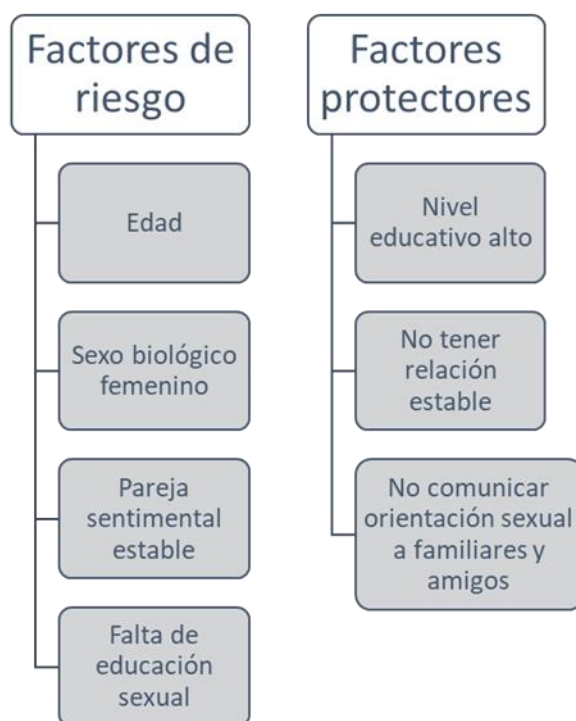 Factores de
riesgo
Edad
Sexo biológico
femenino
Pareja
sentimental
estable
Falta de
educación
sexual
Factores
protectores
Nivel
educativo alto
No tener
relación
estable
No comunicar
orientación sexual
a familiares y
amigos